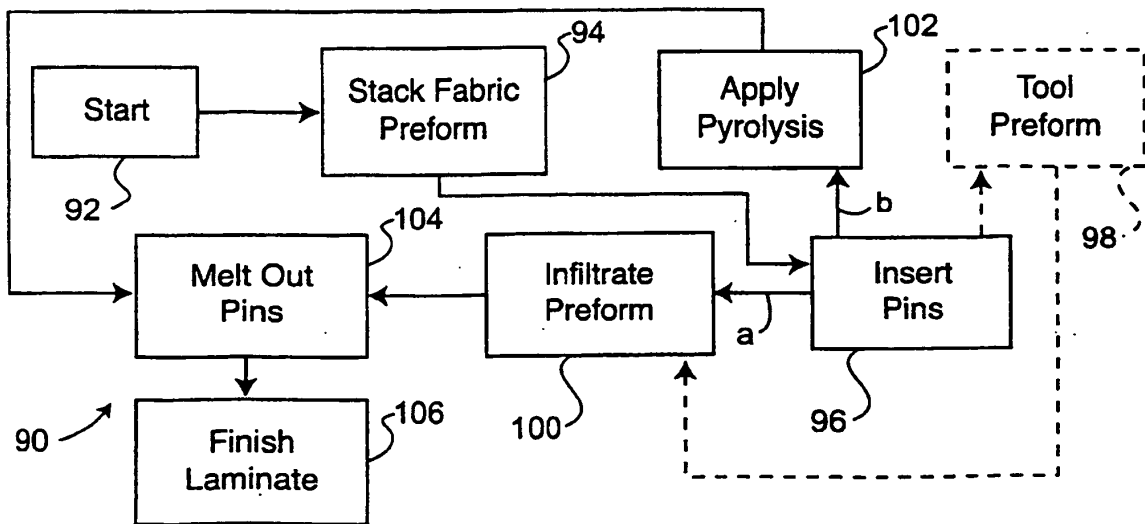 94
102
Start
Stack Fabric
Preform
Apply
Pyrolysis
Tool
Preform
92
b
98
104
Melt Out
Pins
Infiltrate
Preform
a
Insert
Pins
90
106
Finish
Laminate
100
96